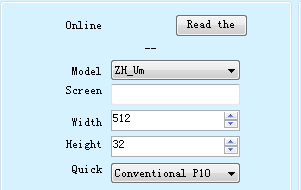 Online Read the
--
Model ZH_Um
Screen
Width 512
Height 32
Quick Conventional P10